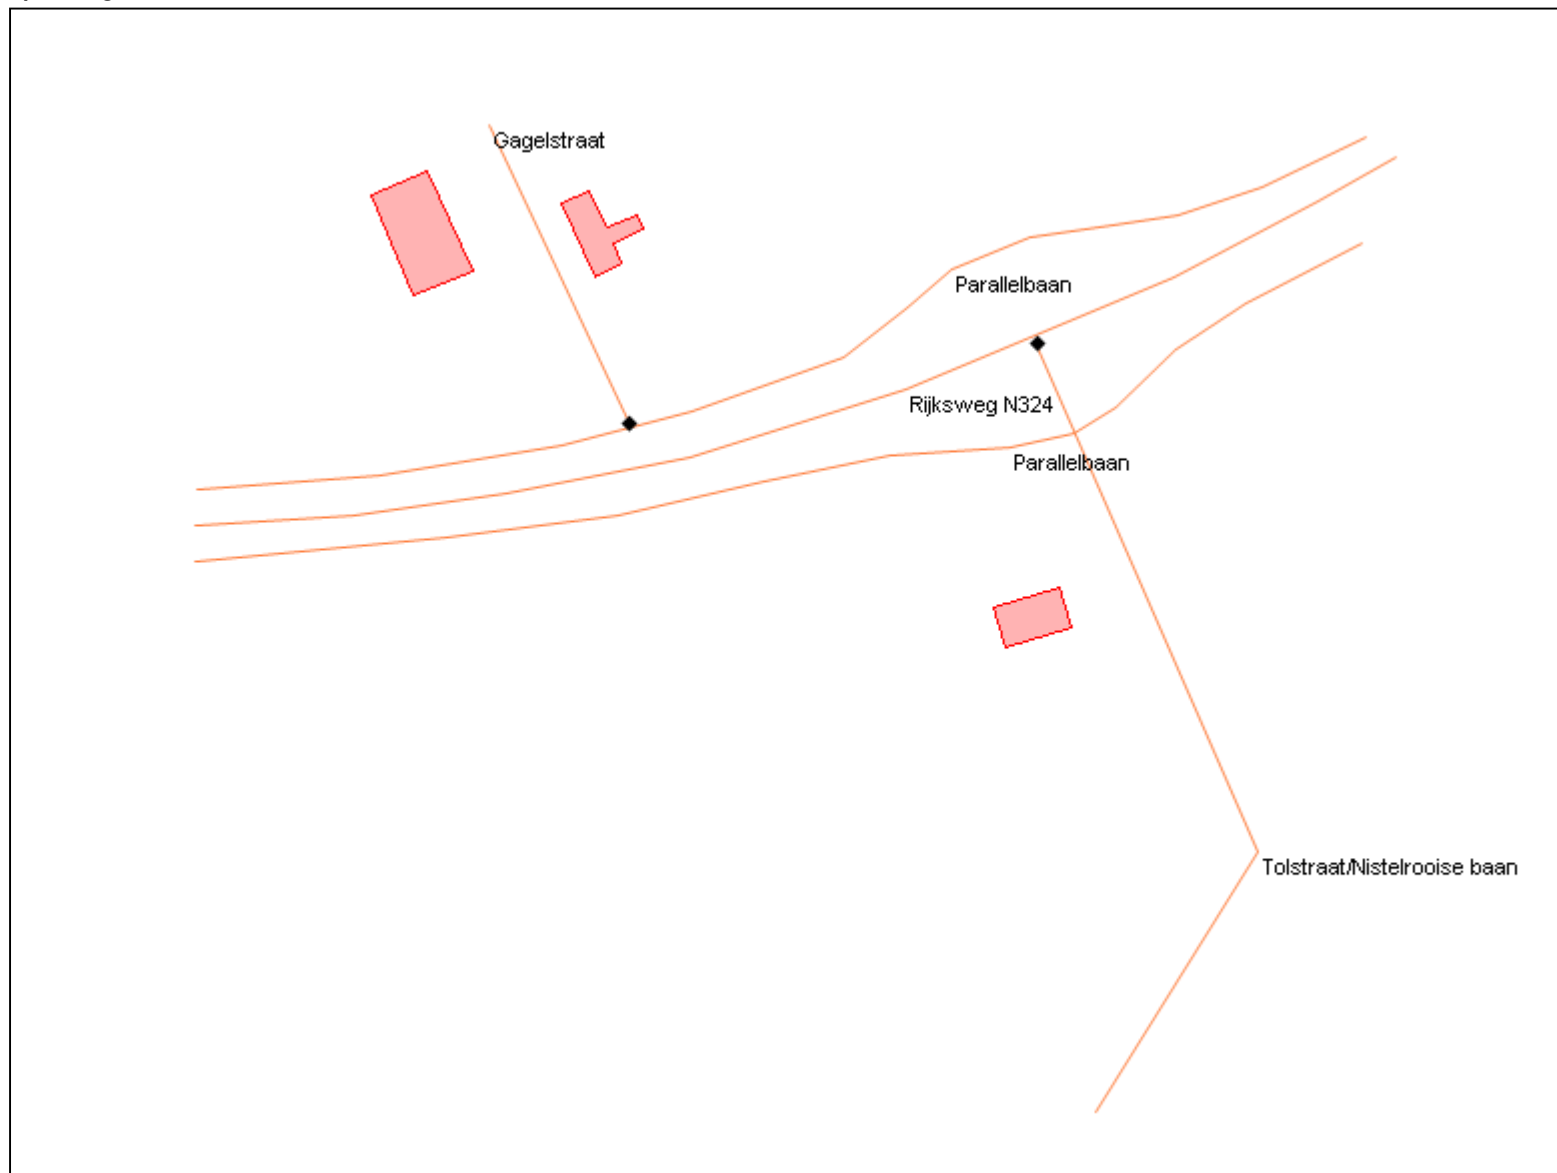 Gagelstraat
Parallelbaan
Rijksweg N324
Parallelbaan
Tolstraat/Nistelrooise baan